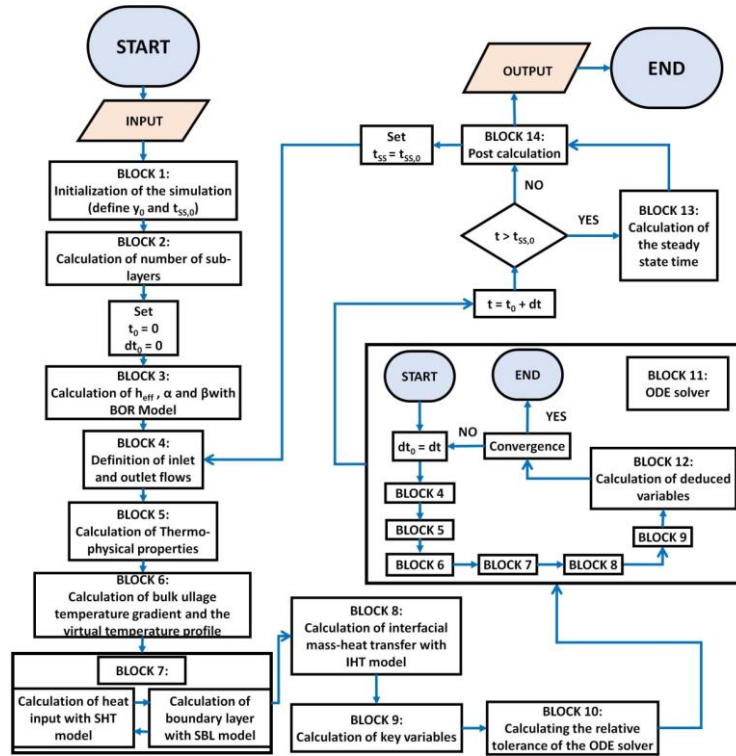 START
INPUT
BLOCK 1:
Initialization of the simulation
(define y₀ and tSS,0)
BLOCK 2:
Calculation of number of sub-
layers
Set
t₀ = 0
dt₀ = 0
BLOCK 3:
Calculation of heff , α and βwith
BOR Model
BLOCK 4:
Definition of inlet
and outlet flows
BLOCK 5:
Calculation of Thermo-
physical properties
BLOCK 6:
Calculation of bulk ullage
temperature gradient and the
virtual temperature profile
BLOCK 7:
Calculation of heat
input with SHT
model
Calculation of
boundary layer
with SBL model
BLOCK 8:
Calculation of interfacial
mass-heat transfer with
IHT model
BLOCK 9:
Calculation of key variables
BLOCK 10:
Calculating the relative
tolerance of the ODE solver
BLOCK 11:
ODE solver
START
dt₀ = dt
BLOCK 4
BLOCK 5
BLOCK 6
BLOCK 7
BLOCK 8
BLOCK 9
BLOCK 12:
Calculation of deduced
variables
Convergence
NO
YES
END
t = t₀ + dt
t > tSS,0
YES
NO
BLOCK 13:
Calculation of
the steady
state time
BLOCK 14:
Post calculation
Set
tSS = tSS,0
OUTPUT
END